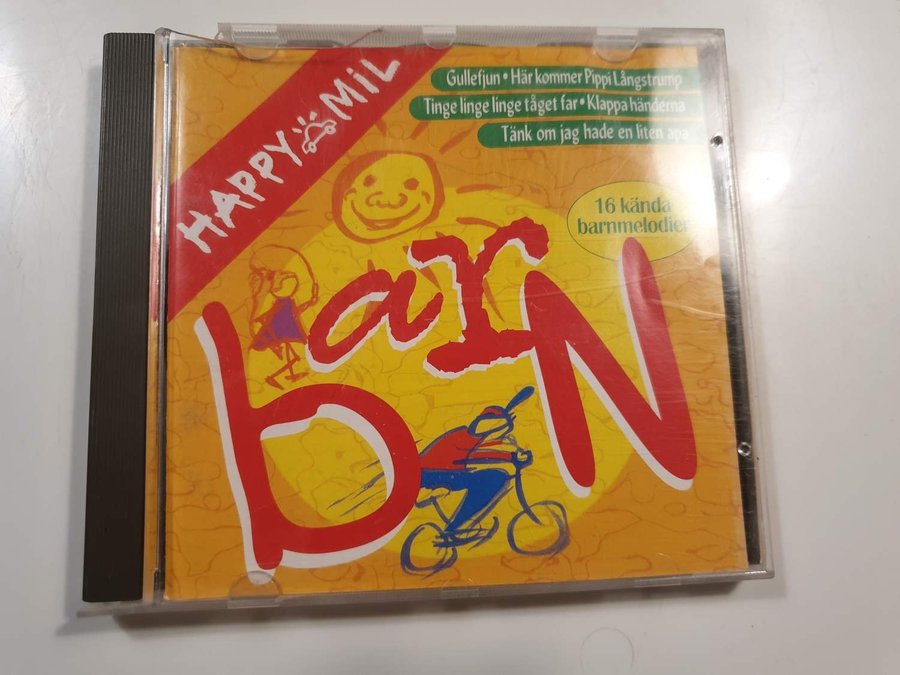 HAPPY MiL
Gullefjun • Här kommer Pippi Långstrump
Tinge linge linge tåget far • Klappa händerna
Tänk om jag hade en liten apa
16 kända
barnmelodier
barN